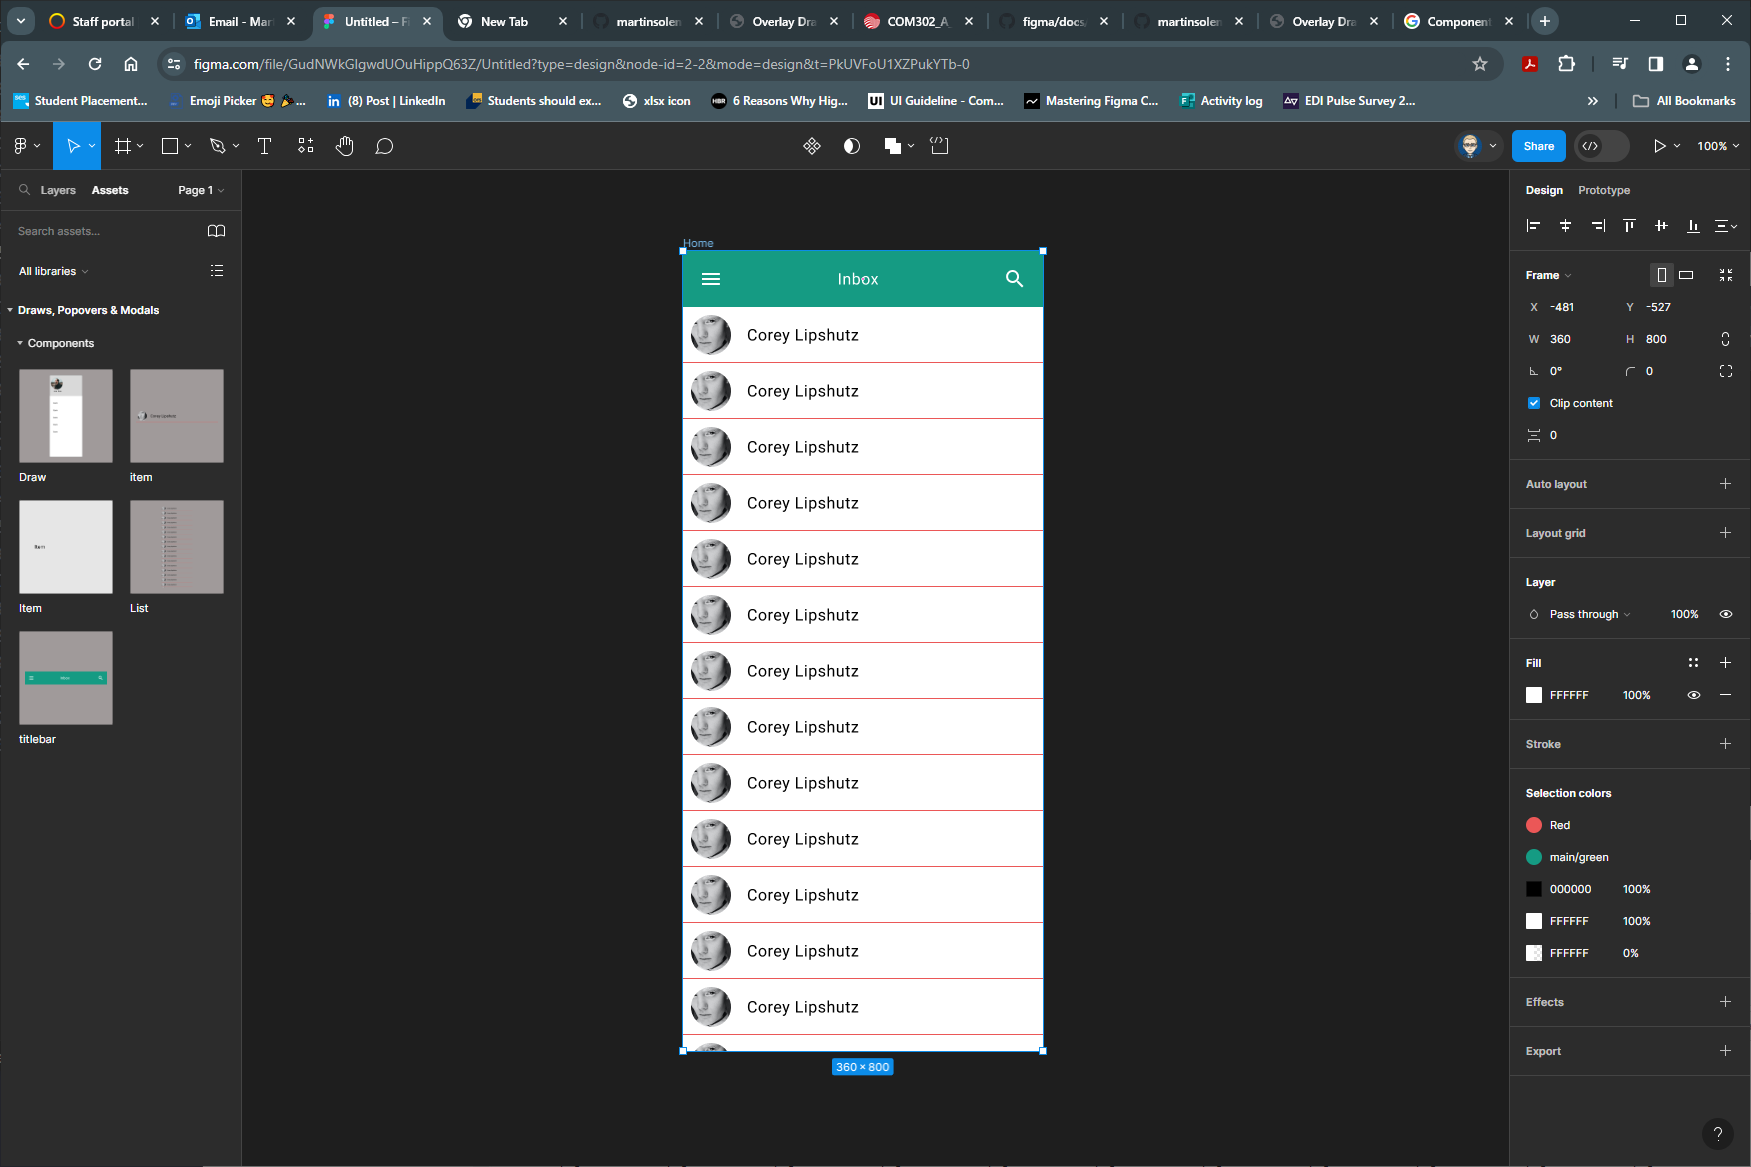 Staff portal
Email - Mar
Untitled – Fi
New Tab
martinsolen
Overlay Dra
COM302_A
figma/docs,
martinsolen
Overlay Dra
Component
figma.com/file/GudNWkGlgwdUOuHippQ63Z/Untitled?type=design&node-id=2-2&mode=design&t=PkUVFoU1XZPukYTb-0
Student Placement...
Emoji Picker 😍 🎉 ...
in (8) Post | LinkedIn
Students should ex...
xlsx icon
HBR 6 Reasons Why Hig...
UI UI Guideline - Com...
Mastering Figma C...
Activity log
EDI Pulse Survey 2...
»
All Bookmarks
Share
100%
Layers Assets Page 1
Search assets...
All libraries
Draws, Popovers & Modals
Components
Draw
item
Item
List
titlebar
Home
Inbox
Corey Lipshutz
Corey Lipshutz
Corey Lipshutz
Corey Lipshutz
Corey Lipshutz
Corey Lipshutz
Corey Lipshutz
Corey Lipshutz
Corey Lipshutz
Corey Lipshutz
Corey Lipshutz
Corey Lipshutz
Corey Lipshutz
360 × 800
Design Prototype
Frame
X -481 Y -527
W 360 H 800
0° 0
Clip content
0
Auto layout
Layout grid
Layer
Pass through 100%
Fill
FFFFFF 100%
Stroke
Selection colors
Red
main/green
000000 100%
FFFFFF 100%
FFFFFF 0%
Effects
Export
?